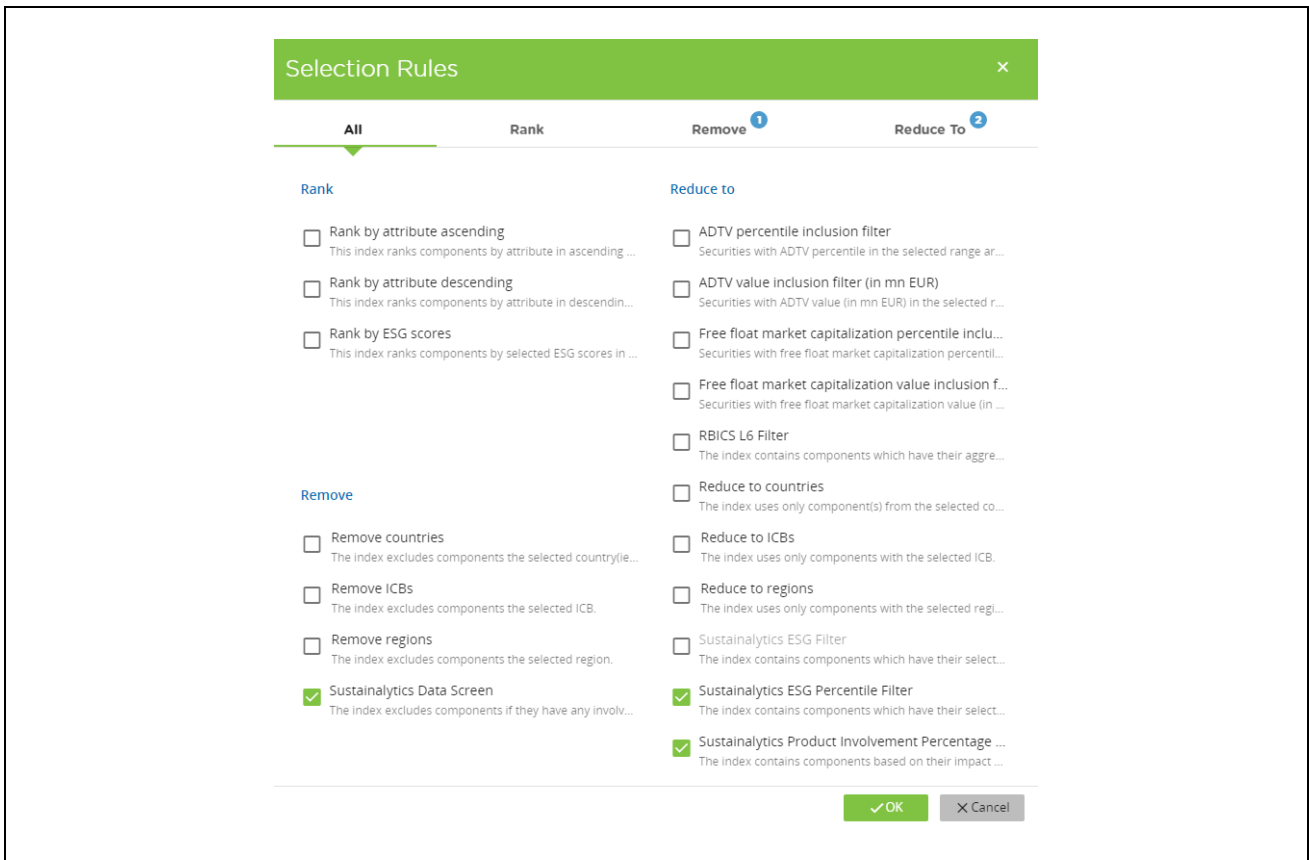 Selection Rules
All Rank Remove 1 Reduce To 2
Rank
Rank by attribute ascending
This index ranks components by attribute in ascending ...
Rank by attribute descending
This index ranks components by attribute in descendin...
Rank by ESG scores
This index ranks components by selected ESG scores in ...
Remove
Remove countries
The index excludes components the selected country(ie...
Remove ICBs
The index excludes components the selected ICB.
Remove regions
The index excludes components the selected region.
Sustainalytics Data Screen
The index excludes components if they have any involv...
Reduce to
ADTV percentile inclusion filter
Securities with ADTV percentile in the selected range ar...
ADTV value inclusion filter (in mn EUR)
Securities with ADTV value (in mn EUR) in the selected r...
Free float market capitalization percentile inclu...
Securities with free float market capitalization percentil...
Free float market capitalization value inclusion f...
Securities with free float market capitalization value (in ...
RBICS L6 Filter
The index contains components which have their aggre...
Reduce to countries
The index uses only component(s) from the selected co...
Reduce to ICBs
The index uses only components with the selected ICB.
Reduce to regions
The index uses only components with the selected regi...
Sustainalytics ESG Filter
The index contains components which have their select...
Sustainalytics ESG Percentile Filter
The index contains components which have their select...
Sustainalytics Product Involvement Percentage ...
The index contains components based on their impact ...
OK Cancel